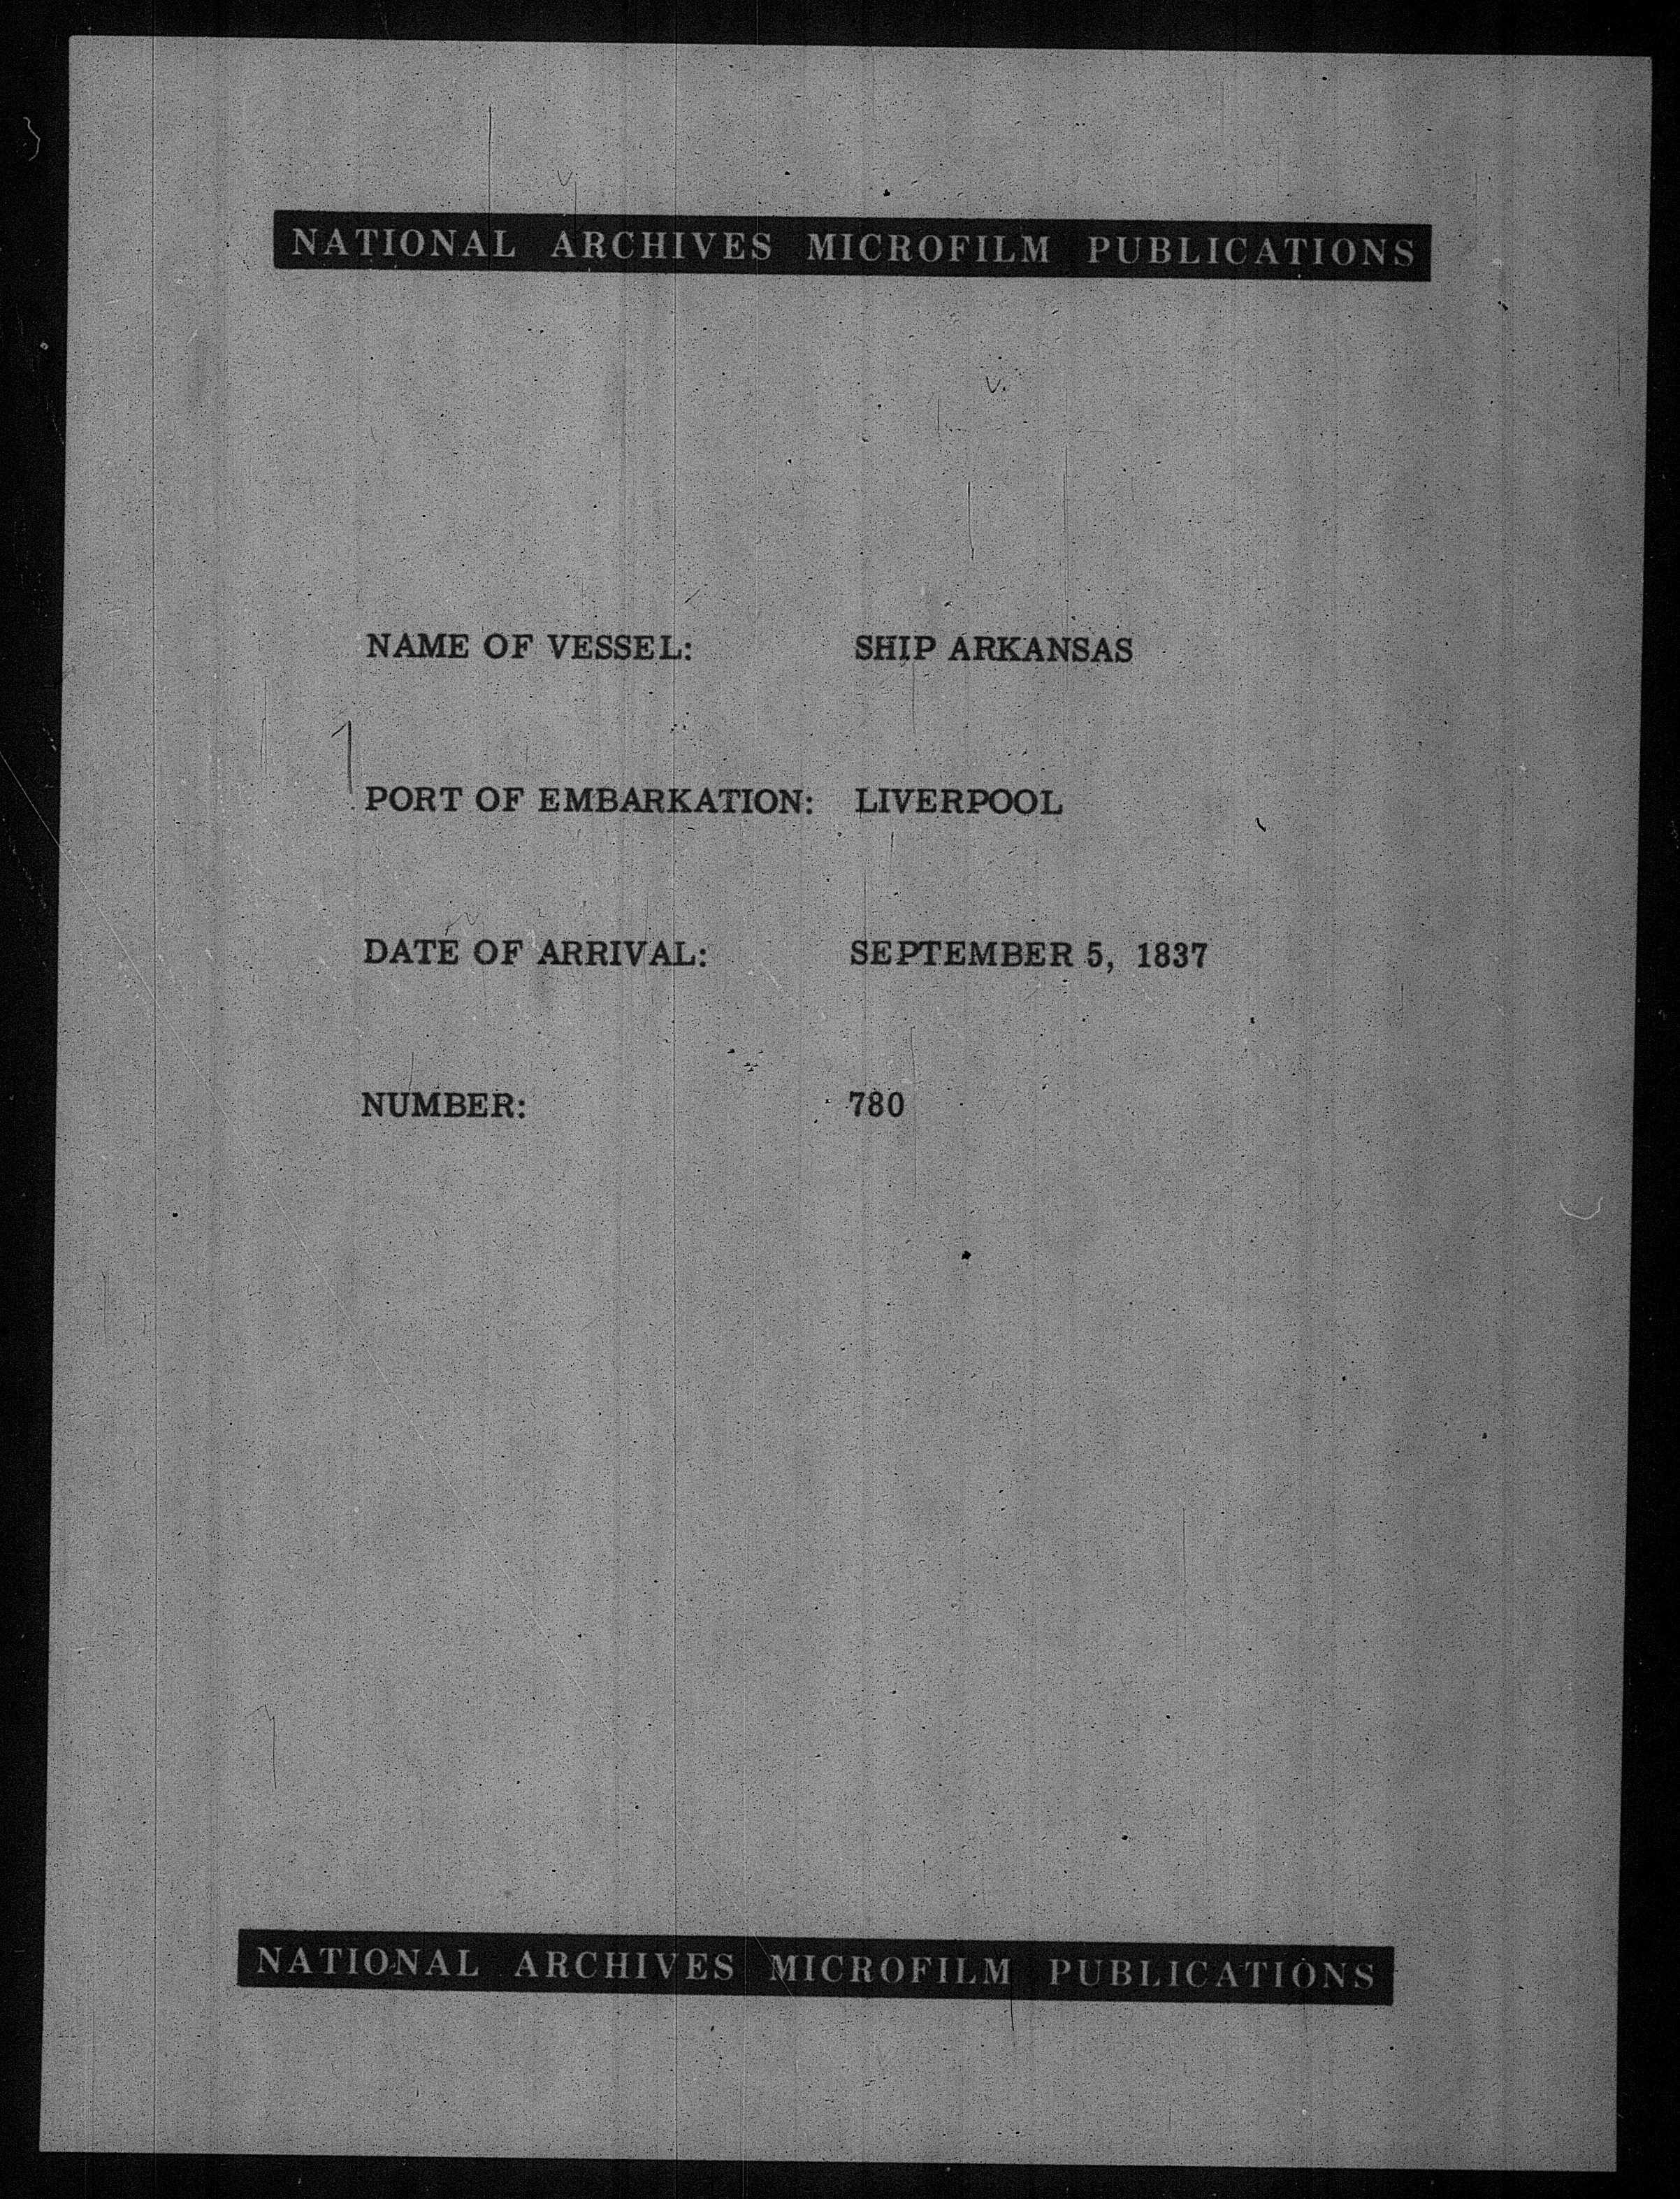 NATIONAL ARCHIVES MICROFILM PUBLICATIONS
NAME OF VESSEL: SHIP ARKANSAS
PORT OF EMBARKATION: LIVERPOOL
DATE OF ARRIVAL: SEPTEMBER 5, 1837
NUMBER: 780
NATIONAL ARCHIVES MICROFILM PUBLICATIONS